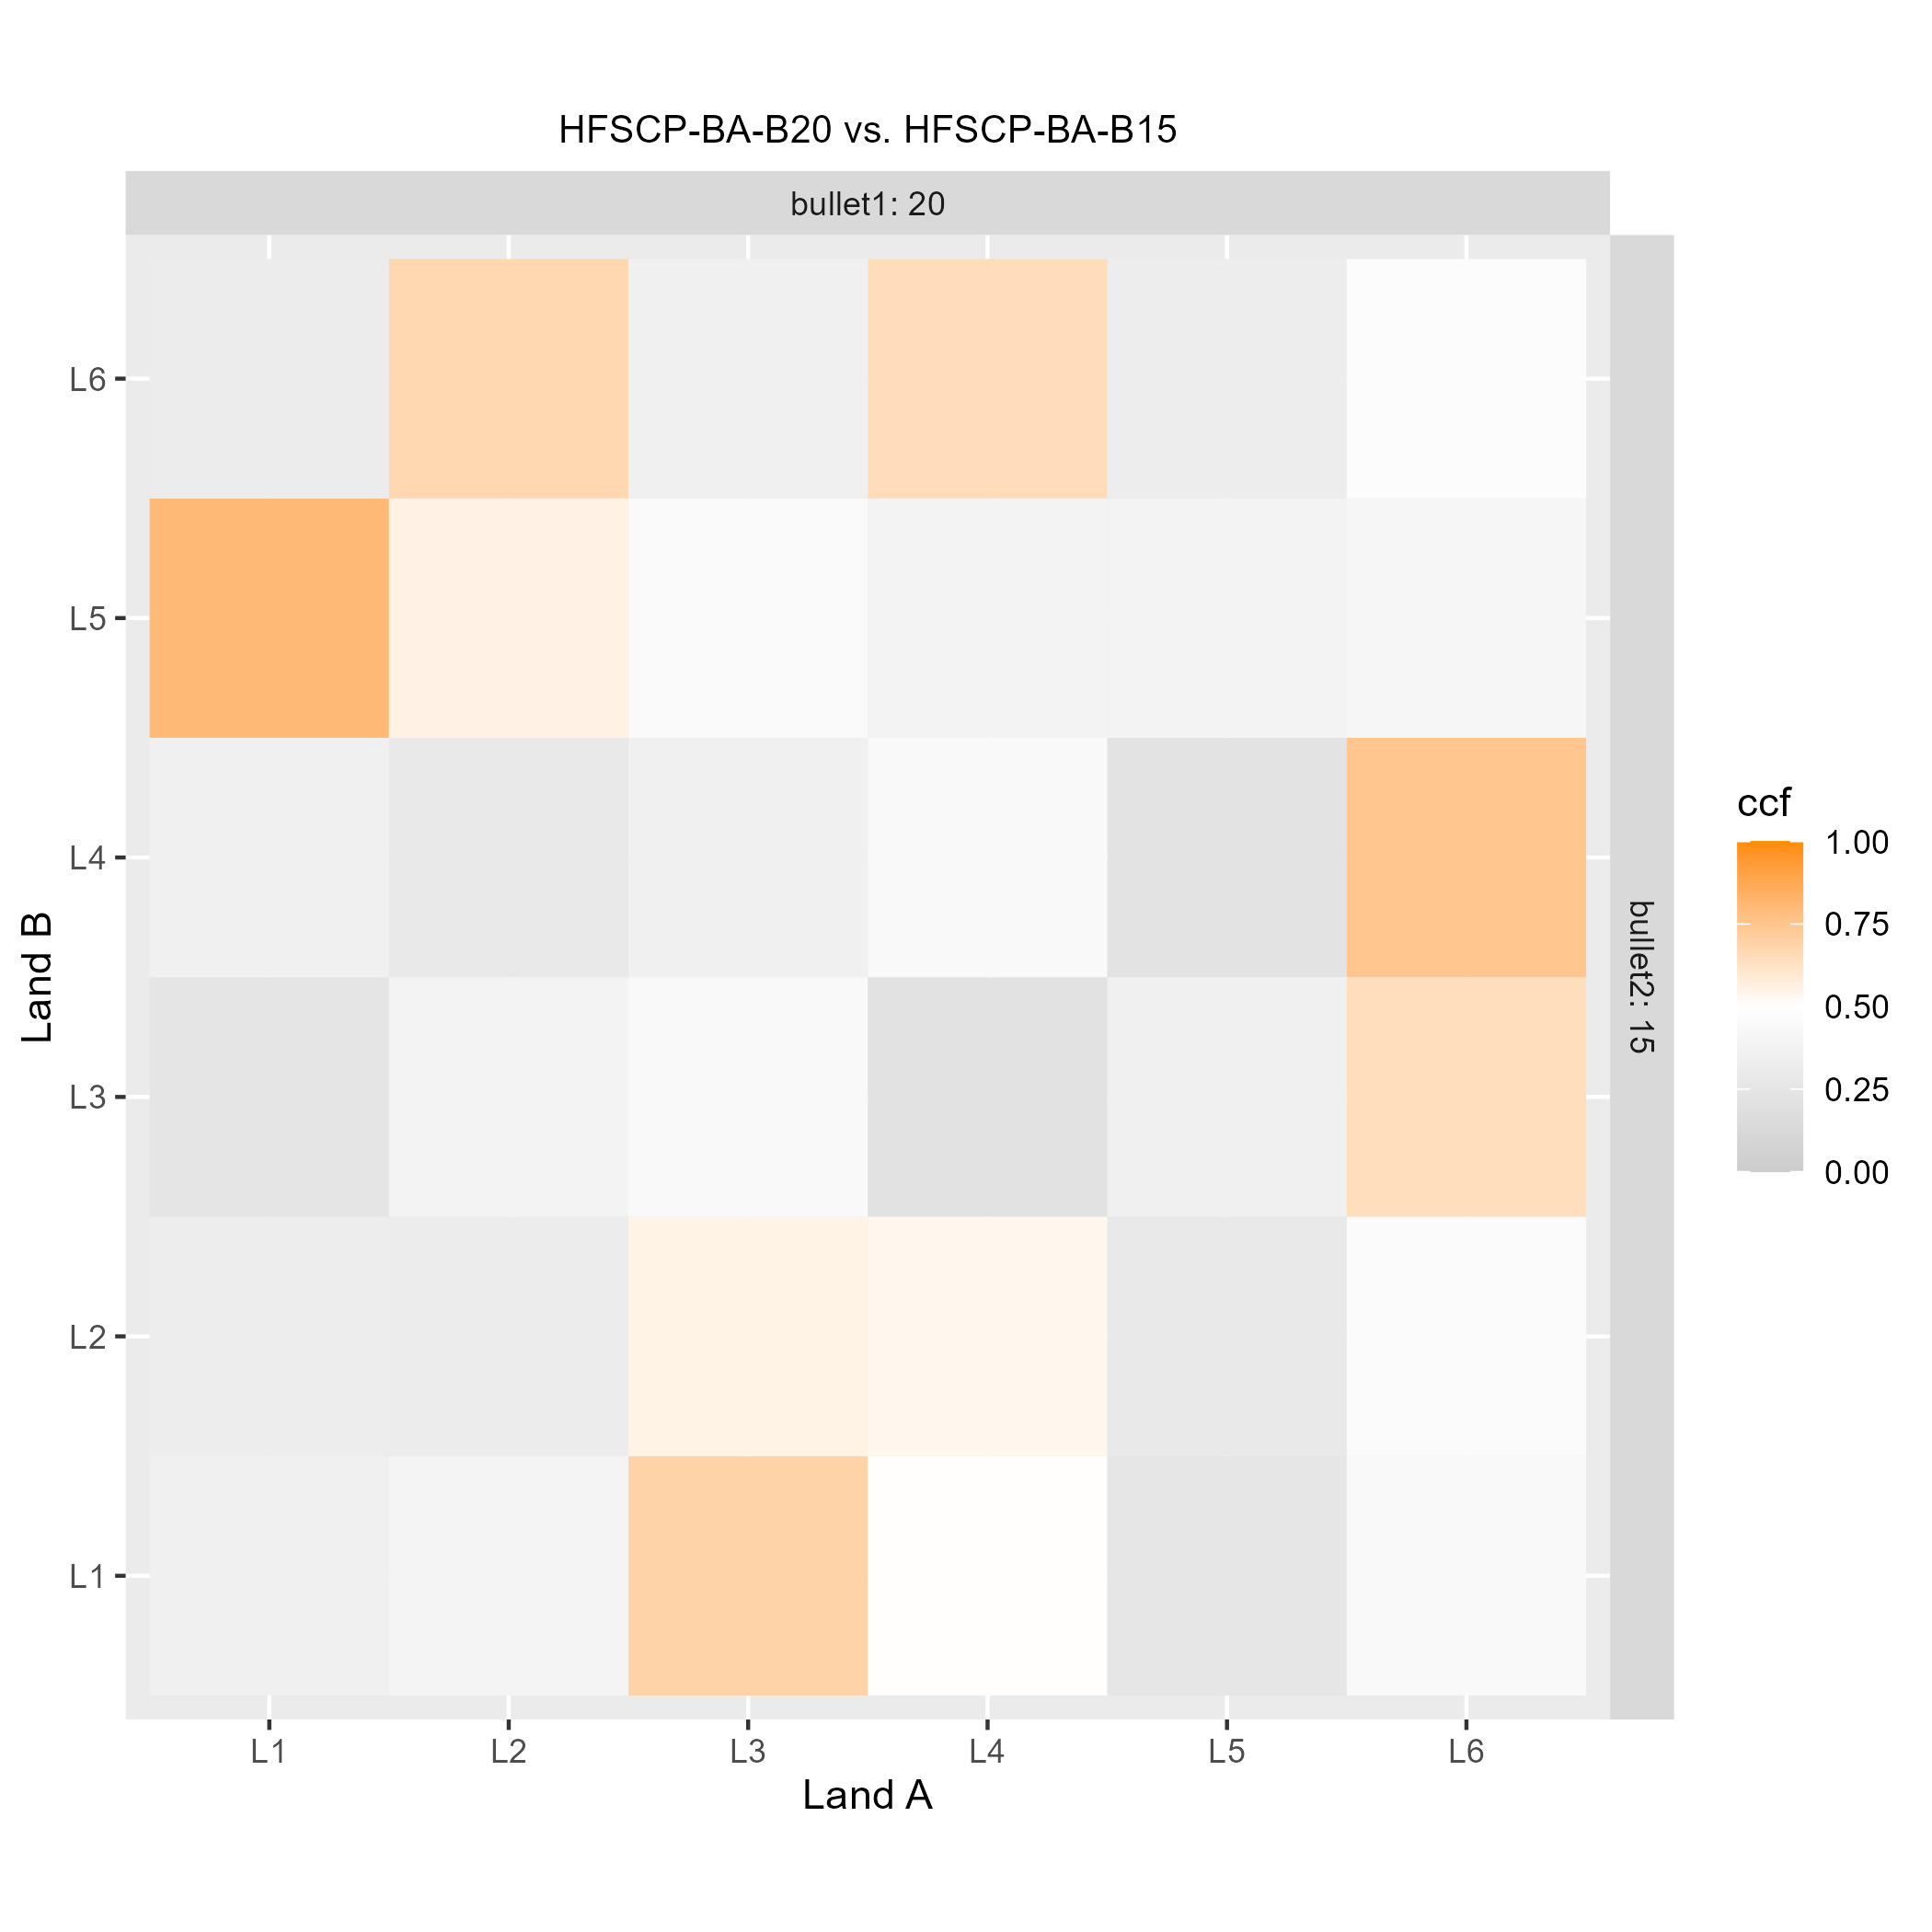 HFSCP-BA-B20 vs. HFSCP-BA-B15
bullet1: 20
L6
L5
L4
L3
L2
L1
Land B
bullet2: 15
L1 L2 L3 L4 L5 L6
Land A
ccf
1.00
0.75
0.50
0.25
0.00